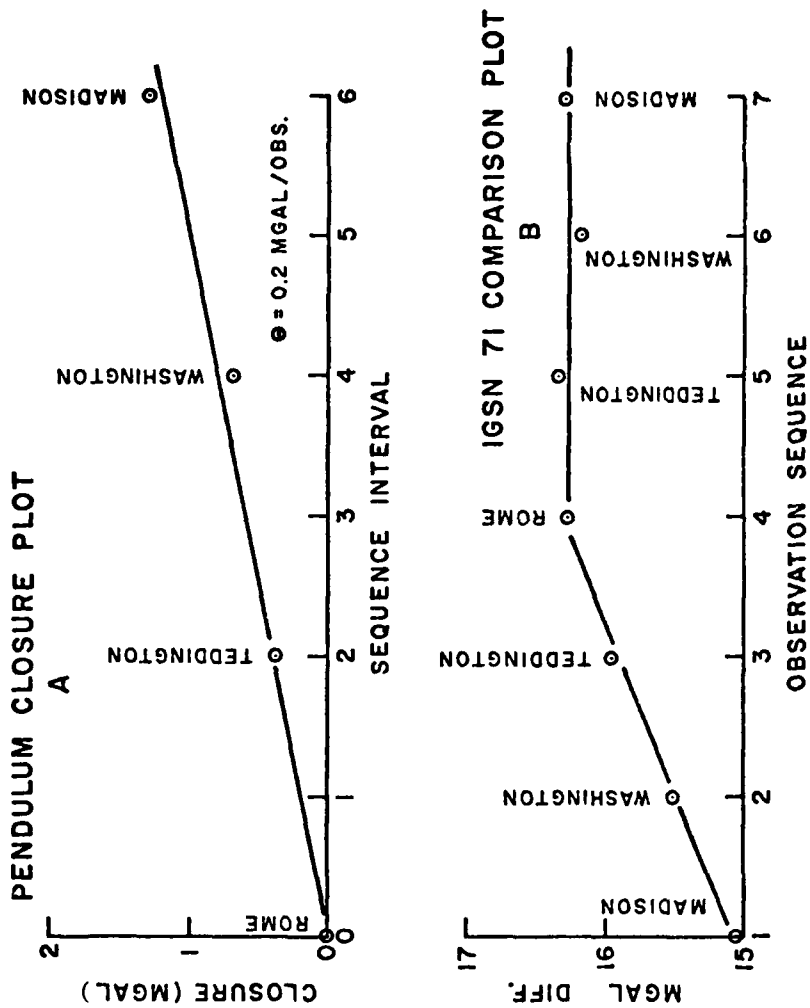 PENDULUM CLOSURE PLOT
A
CLOSURE (MGAL)
2
1
0
ROME
TEDDINGTON
WASHINGTON
MADISON
ɵ = 0.2 MGAL/OBS.
0 1 2 3 4 5 6
SEQUENCE INTERVAL
IGSN 71 COMPARISON PLOT
B
MGAL DIFF.
17
16
15
MADISON
WASHINGTON
TEDDINGTON
ROME
TEDDINGTON
WASHINGTON
MADISON
1 2 3 4 5 6 7
OBSERVATION SEQUENCE